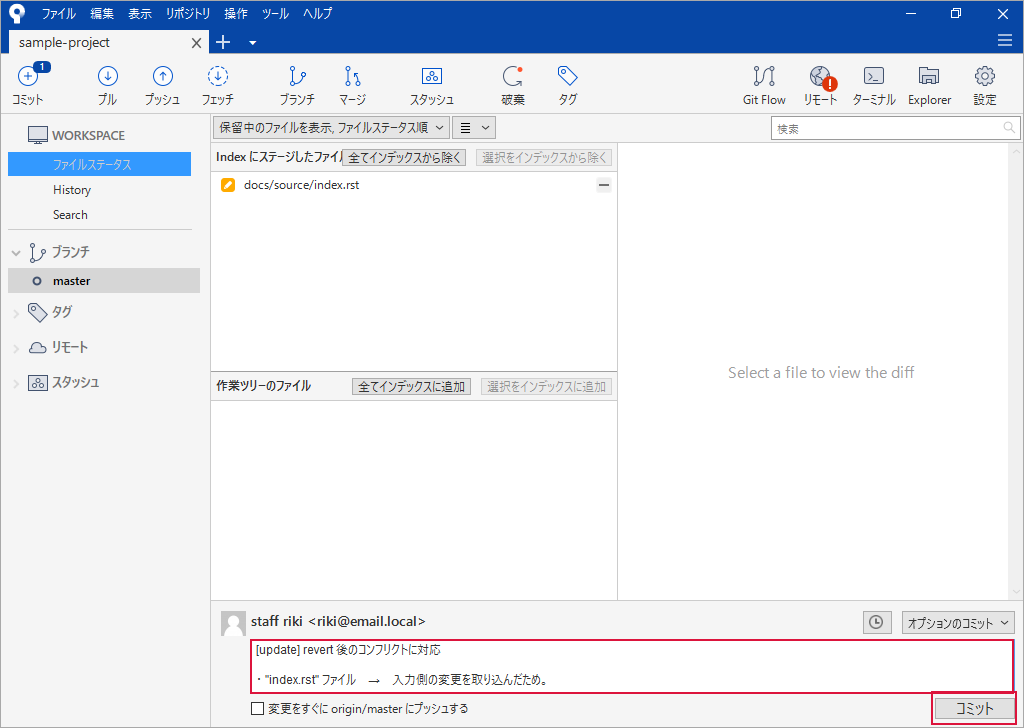 ファイル 編集 表示 リポジトリ 操作 ツール ヘルプ
sample-project
1
コミット プル プッシュ フェッチ ブランチ マージ スタッシュ 破棄 タグ Git Flow リモート ターミナル Explorer 設定
WORKSPACE
ファイルステータス
History
Search
ブランチ
master
タグ
リモート
スタッシュ
保留中のファイルを表示, ファイルステータス順
検索
Index にステージしたファイル 全てインデックスから除く 選択をインデックスから除く
docs/source/index.rst
作業ツリーのファイル 全てインデックスに追加 選択をインデックスに追加
Select a file to view the diff
staff riki <riki@email.local>
オプションのコミット
[update] revert 後のコンフリクトに対応
・"index.rst" ファイル → 入力側の変更を取り込んだため。
変更をすぐに origin/master にプッシュする
コミット